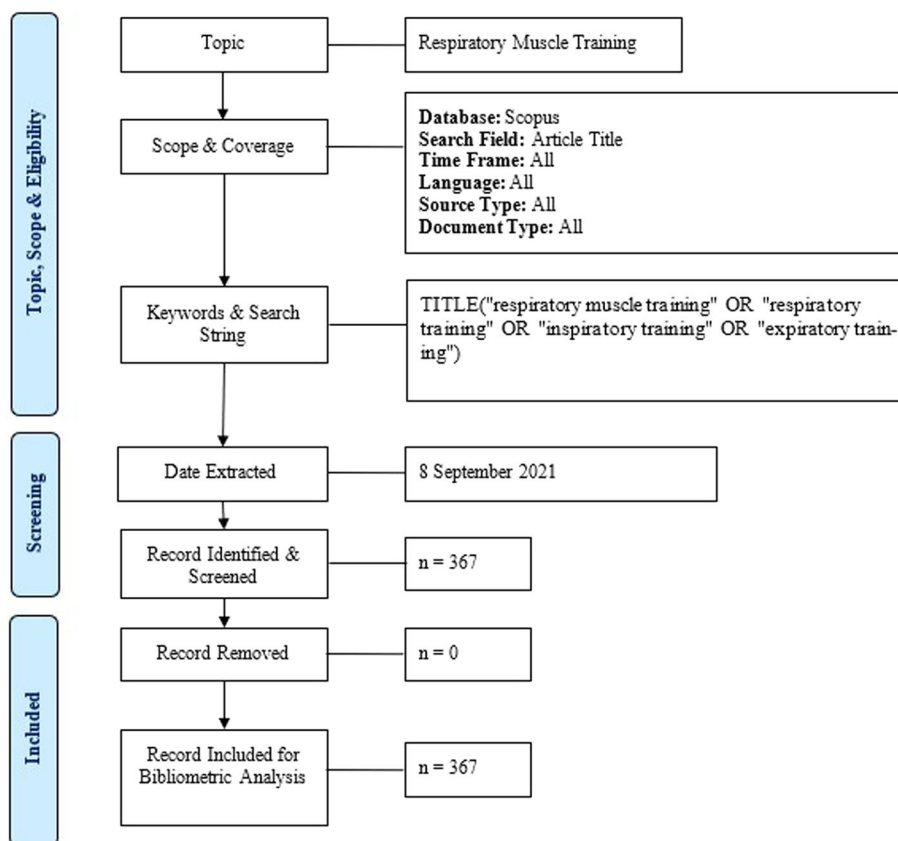 Topic, Scope & Eligibility
Topic
Respiratory Muscle Training
Scope & Coverage
Database: Scopus
Search Field: Article Title
Time Frame: All
Language: All
Source Type: All
Document Type: All
Keywords & Search
String
TITLE("respiratory muscle training" OR "respiratory
training" OR "inspiratory training" OR "expiratory train-
ing")
Screening
Date Extracted
8 September 2021
Record Identified &
Screened
n = 367
Included
Record Removed
n = 0
Record Included for
Bibliometric Analysis
n = 367